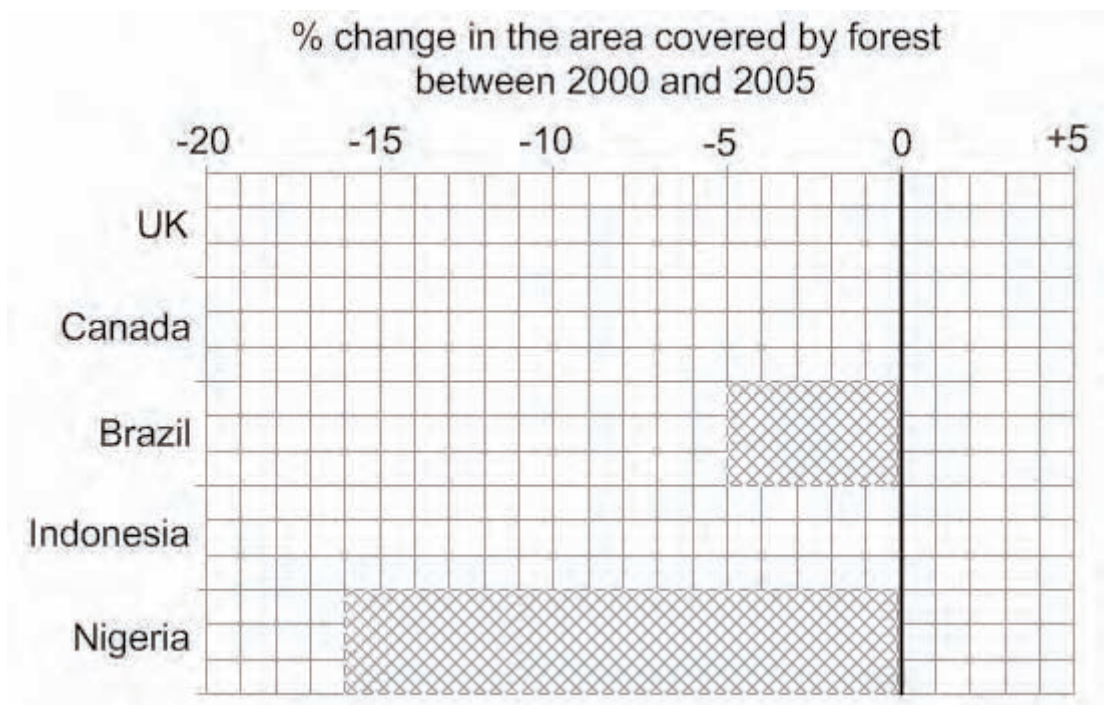 % change in the area covered by forest
between 2000 and 2005
-20 -15 -10 -5 0 +5
UK
Canada
Brazil
Indonesia
Nigeria